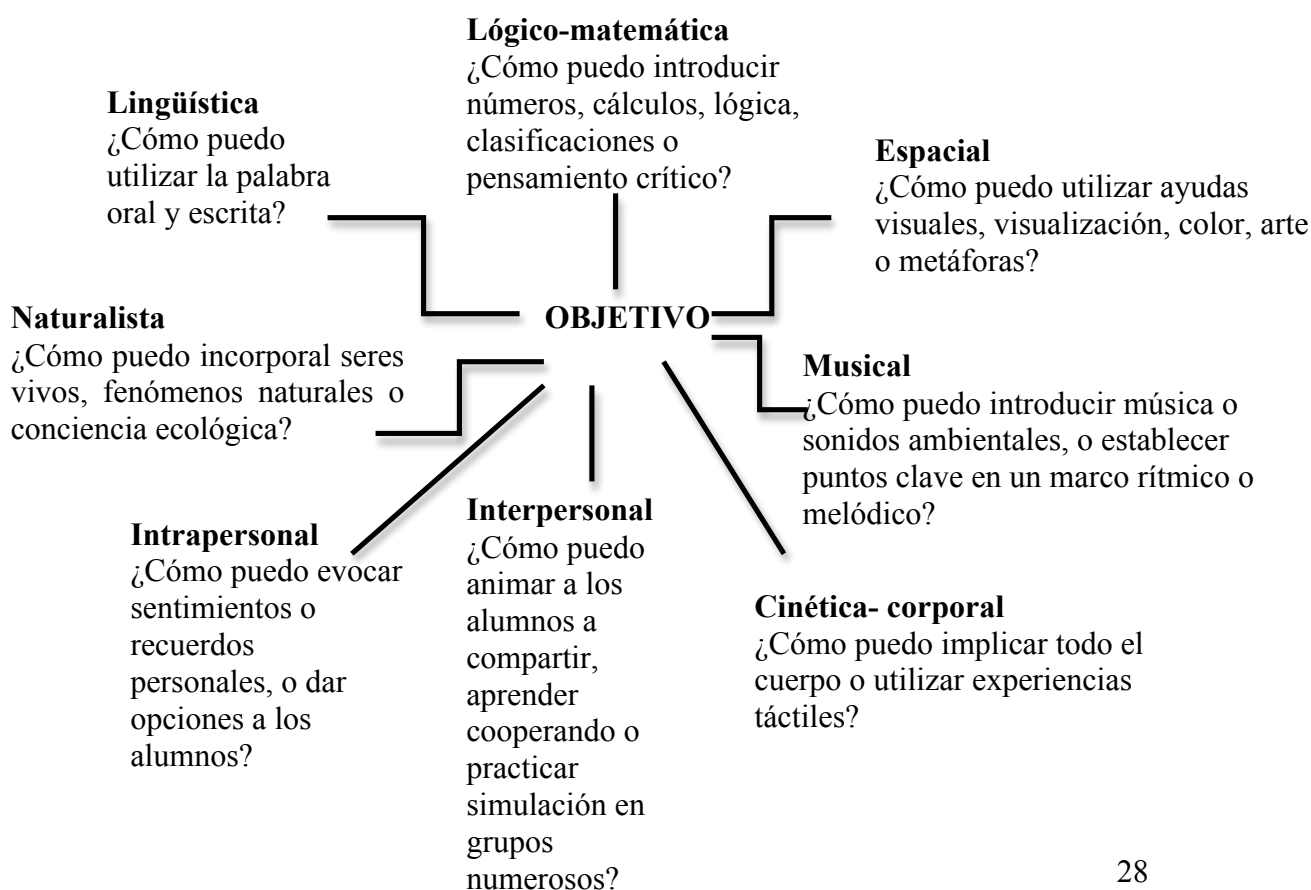 Lógico-matemática
¿Cómo puedo introducir
números, cálculos, lógica,
clasificaciones o
pensamiento crítico?
Lingüística
¿Cómo puedo
utilizar la palabra
oral y escrita?
Espacial
¿Cómo puedo utilizar ayudas
visuales, visualización, color, arte
o metáforas?
OBJETIVO
Naturalista
¿Cómo puedo incorporal seres
vivos, fenómenos naturales o
conciencia ecológica?
Musical
¿Cómo puedo introducir música o
sonidos ambientales, o establecer
puntos clave en un marco rítmico o
melódico?
Intrapersonal
¿Cómo puedo evocar
sentimientos o
recuerdos
personales, o dar
opciones a los
alumnos?
Interpersonal
¿Cómo puedo
animar a los
alumnos a
compartir,
aprender
cooperando o
practicar
simulación en
grupos
numerosos?
Cinética- corporal
¿Cómo puedo implicar todo el
cuerpo o utilizar experiencias
táctiles?
28